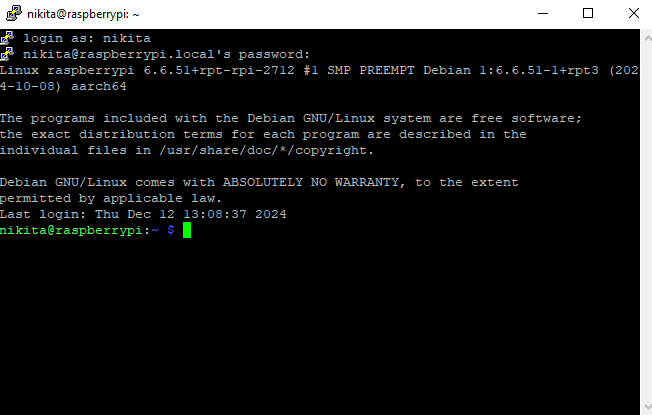 nikita@raspberrypi: ~
login as: nikita
nikita@raspberrypi.local's password:
Linux raspberrypi 6.6.51+rpt-rpi-2712 #1 SMP PREEMPT Debian 1:6.6.51-1+rpt3 (202
4-10-08) aarch64
The programs included with the Debian GNU/Linux system are free software;
the exact distribution terms for each program are described in the
individual files in /usr/share/doc/*/copyright.
Debian GNU/Linux comes with ABSOLUTELY NO WARRANTY, to the extent
permitted by applicable law.
Last login: Thu Dec 12 13:08:37 2024
nikita@raspberrypi:~ $